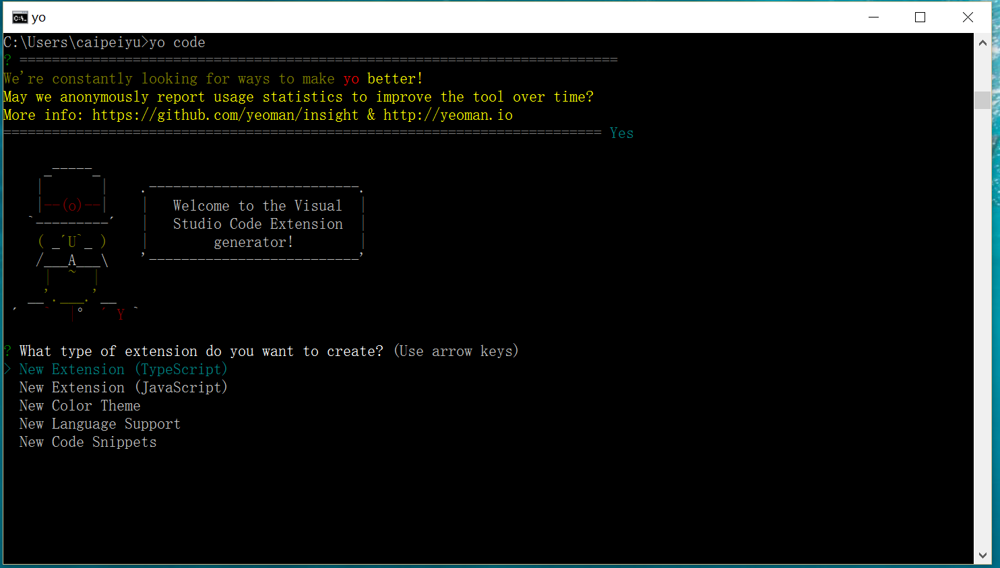 yo
C:\Users\caipeiyu>yo code
? ==========================================================================
We're constantly looking for ways to make yo better!
May we anonymously report usage statistics to improve the tool over time?
More info: https://github.com/yeoman/insight & http://yeoman.io
========================================================================== Yes
     _-----_
    |       |    .--------------------------.
    |--(o)--|    |   Welcome to the Visual  |
   `---------´   |   Studio Code Extension  |
    ( _´U`_ )    |        generator!        |
    /___A___\    '--------------------------'
     |  ~  |
   __'.___.'__
 ´   `  |° ´ Y `
? What type of extension do you want to create? (Use arrow keys)
> New Extension (TypeScript)
  New Extension (JavaScript)
  New Color Theme
  New Language Support
  New Code Snippets